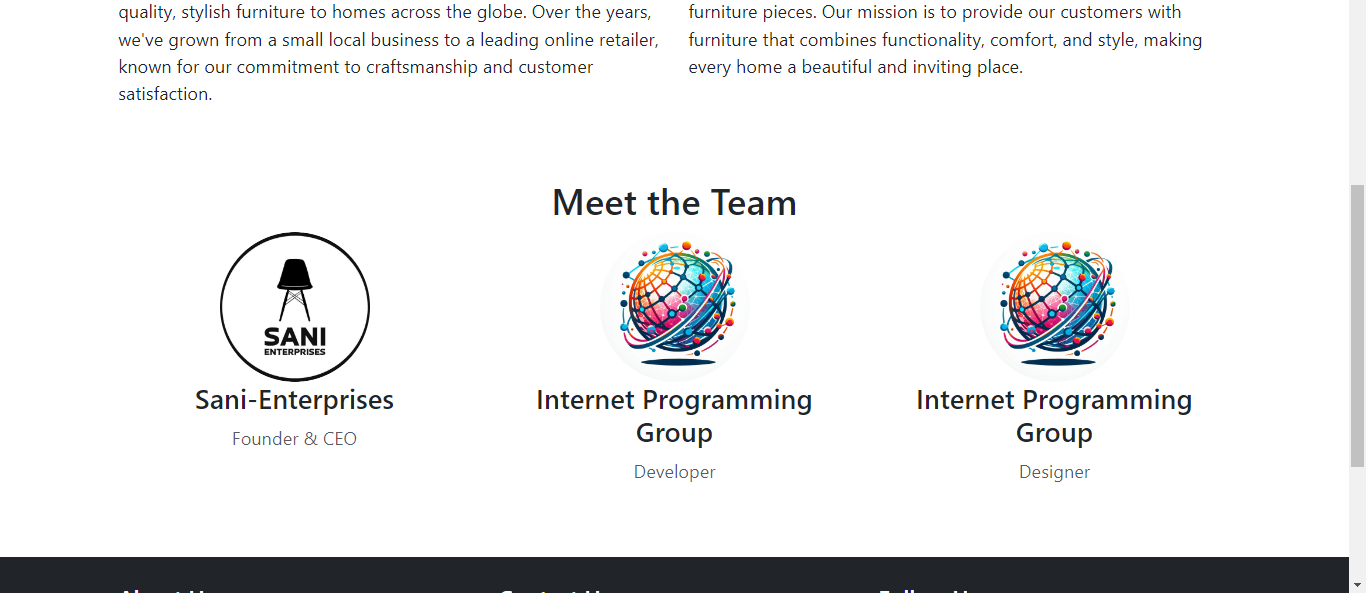 quality, stylish furniture to homes across the globe. Over the years,
we've grown from a small local business to a leading online retailer,
known for our commitment to craftsmanship and customer
satisfaction.
furniture pieces. Our mission is to provide our customers with
furniture that combines functionality, comfort, and style, making
every home a beautiful and inviting place.
Meet the Team
SANI
ENTERPRISES
Sani-Enterprises
Founder & CEO
Internet Programming
Group
Developer
Internet Programming
Group
Designer